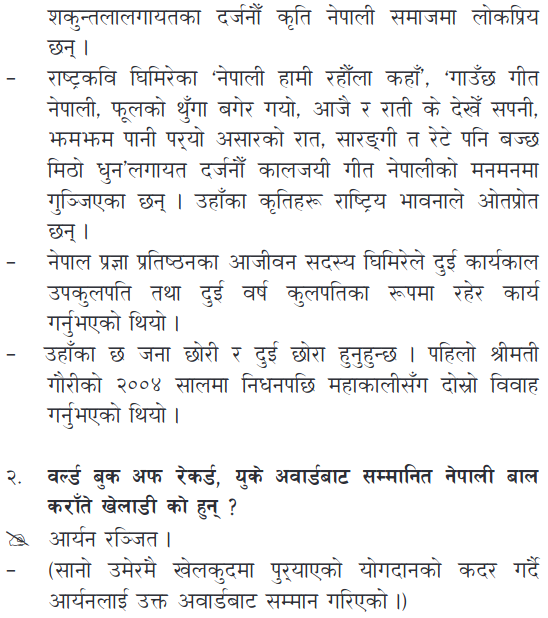 शकुन्तलालगायतका दर्जनौँ कृति नेपाली समाजमा लोकप्रिय
छन् ।
– राष्ट्रकवि घिमिरेका ‘नेपाली हामी रहौँला कहाँ’, ‘गाउँछ गीत
नेपाली, फूलको थुँगा बगेर गयो, आजै र राती के देखेँ सपनी,
झमझम पानी पर्‍यो असारको रात, सारङ्गी त रेटे पनि बज्छ
मिठो धुन’लगायत दर्जनौँ कालजयी गीत नेपालीको मनमनमा
गुञ्जिएका छन् । उहाँका कृतिहरू राष्ट्रिय भावनाले ओतप्रोत
छन् ।
– नेपाल प्रज्ञा प्रतिष्ठनका आजीवन सदस्य घिमिरेले दुई कार्यकाल
उपकुलपति तथा दुई वर्ष कुलपतिका रूपमा रहेर कार्य
गर्नुभएको थियो ।
– उहाँका छ जना छोरी र दुई छोरा हुनुहुन्छ । पहिलो श्रीमती
गौरीको २००४ सालमा निधनपछि महाकालीसँग दोस्रो विवाह
गर्नुभएको थियो ।
२. वर्ल्ड बुक अफ रेकर्ड, युके अवार्डबाट सम्मानित नेपाली बाल
कराँते खेलाडी को हुन् ?
आर्यन रञ्जित ।
– (सानो उमेरमै खेलकुदमा पुर्‍याएको योगदानको कदर गर्दै
आर्यनलाई उक्त अवार्डबाट सम्मान गरिएको ।)